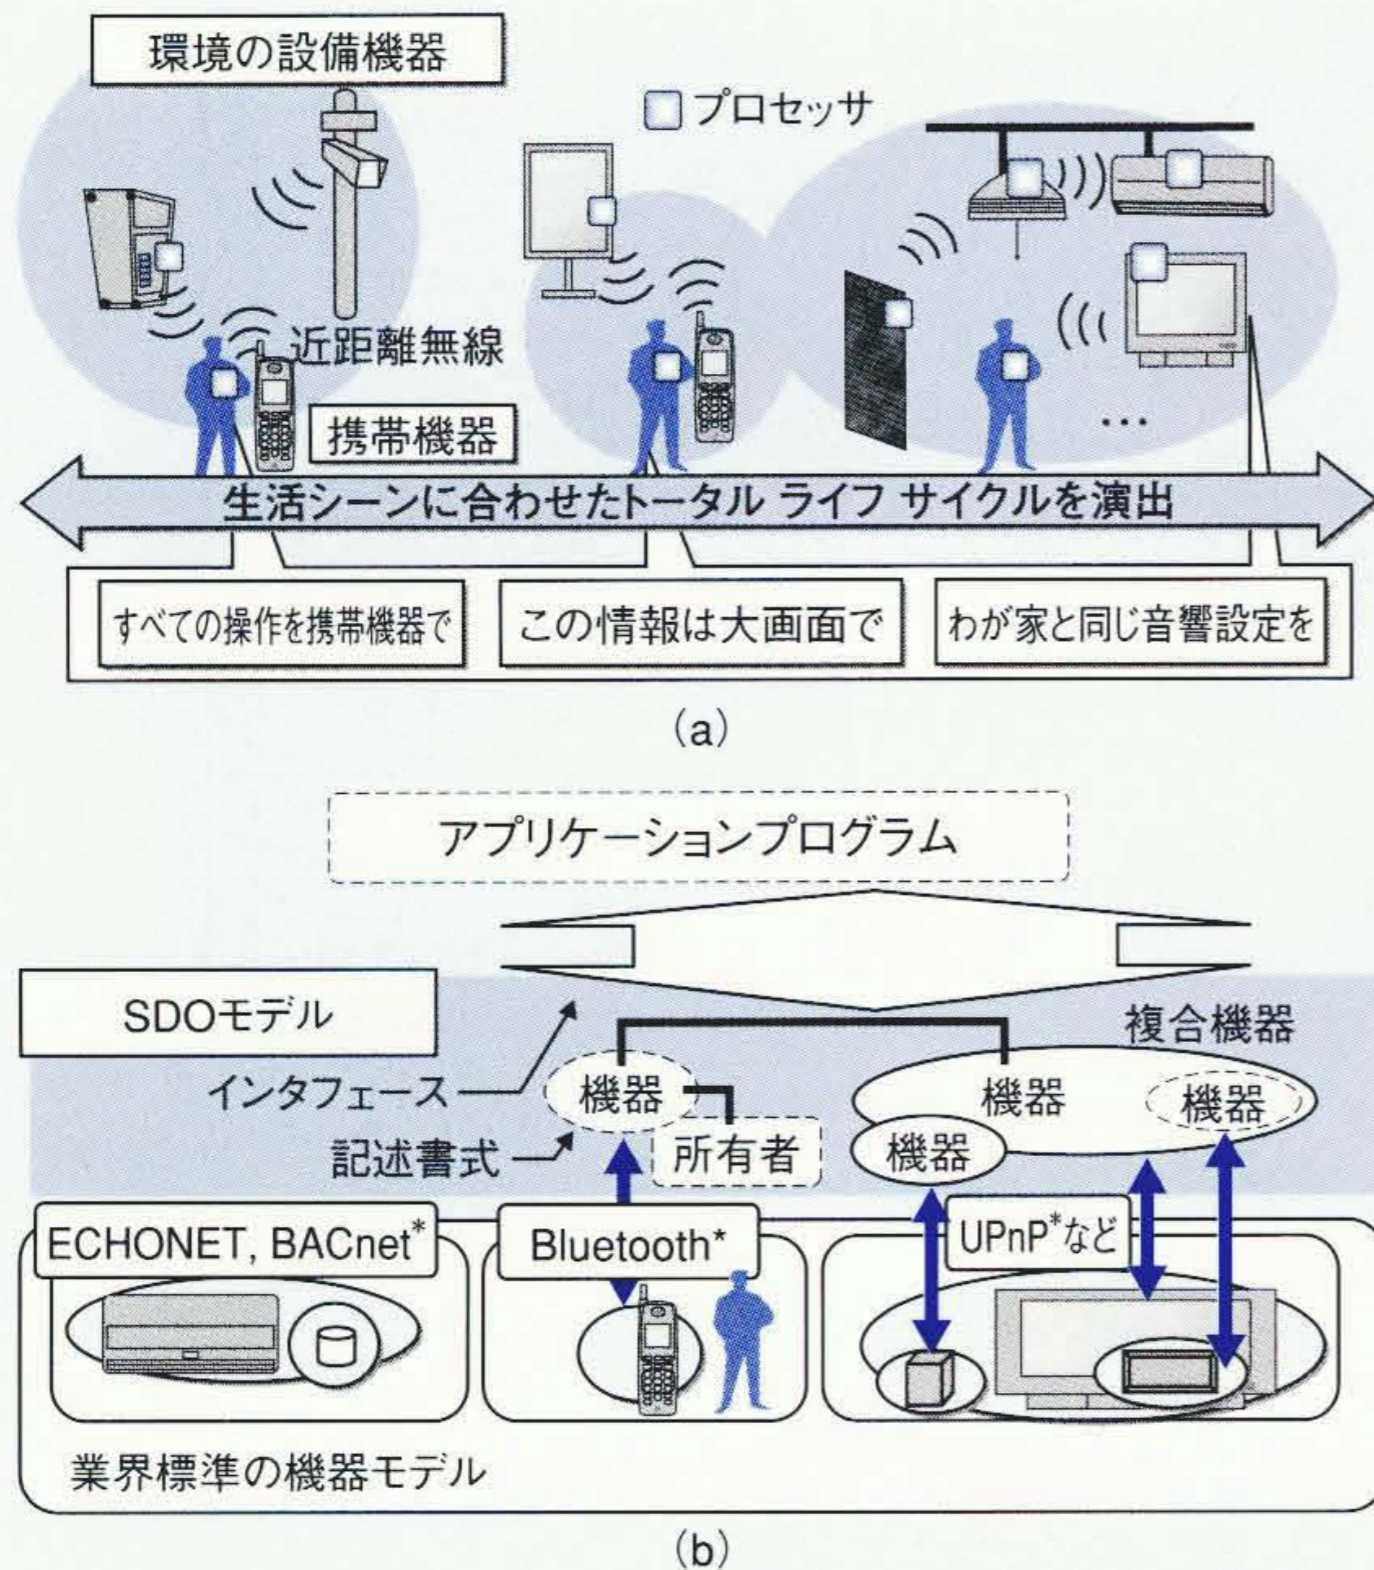 環境の設備機器
プロセッサ
近距離無線
携帯機器
…
生活シーンに合わせたトータル ライフ サイクルを演出
すべての操作を携帯機器で
この情報は大画面で
わが家と同じ音響設定を
(a)
アプリケーションプログラム
SDOモデル
複合機器
インタフェース
機器
機器
機器
記述書式
所有者
機器
ECHONET, BACnet*
Bluetooth*
UPnP*など
業界標準の機器モデル
(b)